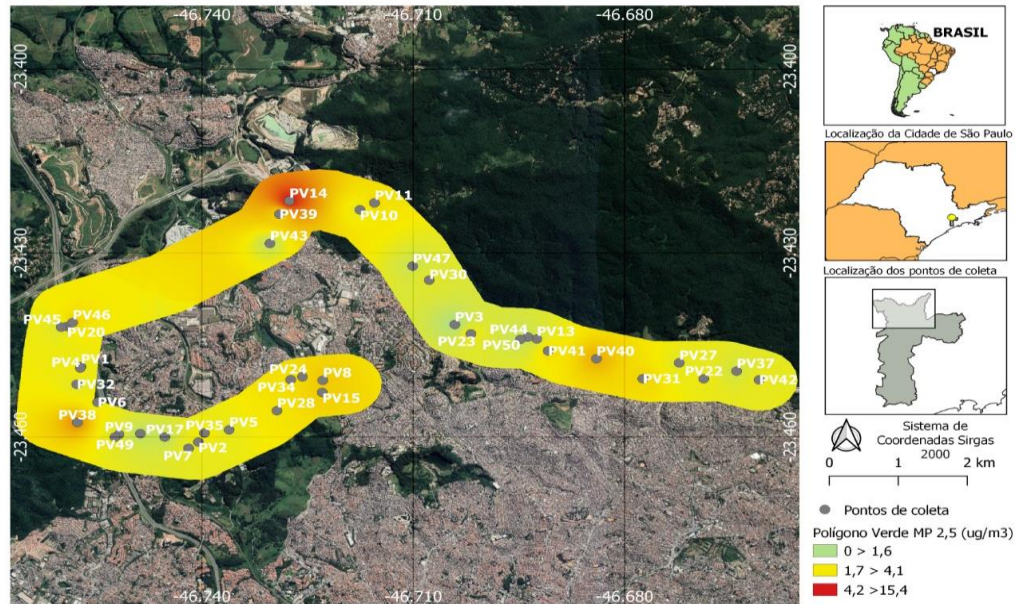 -46.740
-46.710
-46.680
-23.400
-23.400
PV14
PV11
PV39
PV10
PV43
-23.430
-23.430
PV47
PV30
PV46
PV45
PV20
PV3
PV44
PV13
PV23
PV50
PV41
PV40
PV27
PV37
PV31
PV22
PV42
PV4
PV1
PV32
PV6
PV24
PV8
PV34
PV15
PV28
PV38
PV9
PV17
PV35
PV5
PV49
PV2
PV7
-23.460
-23.460
-46.740
-46.710
-46.680
BRASIL
Localização da Cidade de São Paulo
Localização dos pontos de coleta
Sistema de
Coordenadas Sirgas
2000
0 1 2 km
Pontos de coleta
Polígono Verde MP 2,5 (ug/m3)
0 > 1,6
1,7 > 4,1
4,2 >15,4